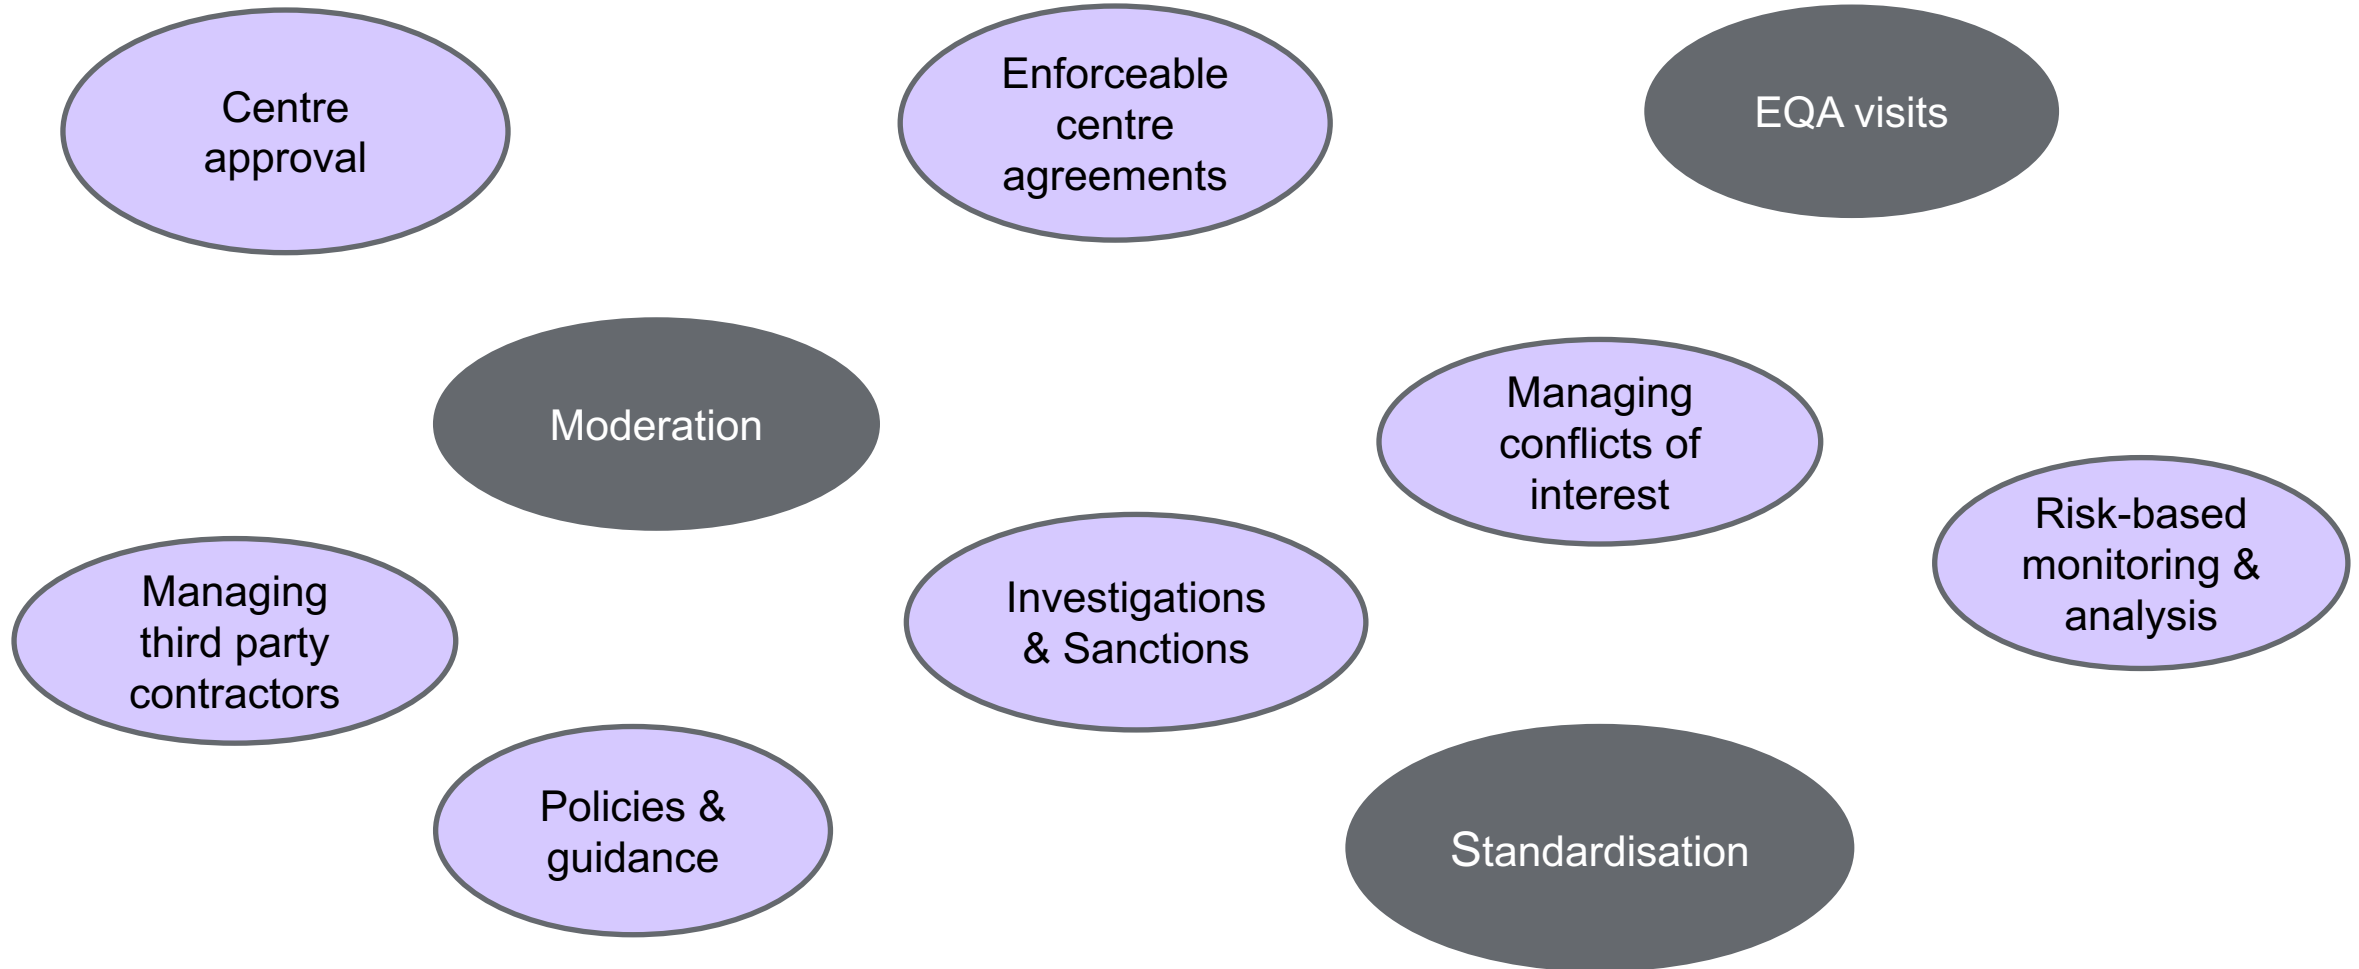 Centre
approval
Enforceable
centre
agreements
EQA visits
Moderation
Managing
conflicts of
interest
Risk-based
monitoring &
analysis
Managing
third party
contractors
Investigations
& Sanctions
Policies &
guidance
Standardisation